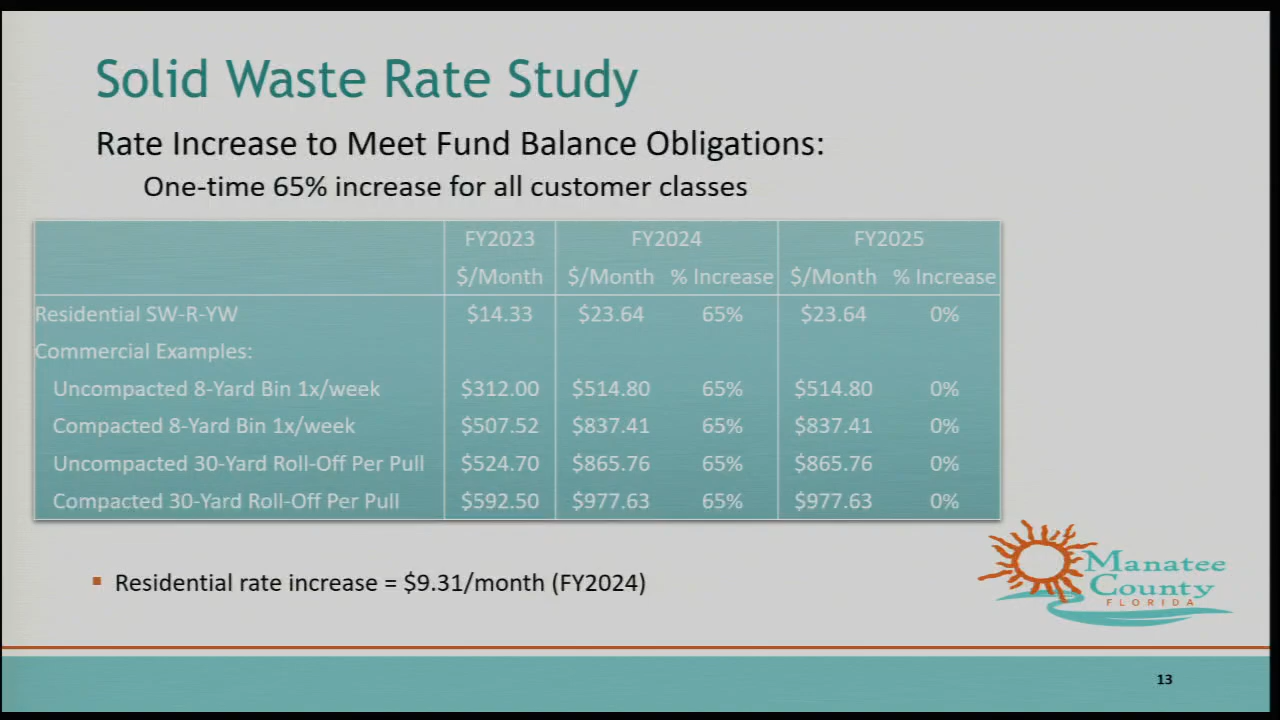 Solid Waste Rate Study
Rate Increase to Meet Fund Balance Obligations:
One-time 65% increase for all customer classes
FY2023 FY2024 FY2025
$/Month $/Month % Increase $/Month % Increase
Residential SW-R-YW $14.33 $23.64 65% $23.64 0%
Commercial Examples:
Uncompacted 8-Yard Bin 1x/week $312.00 $514.80 65% $514.80 0%
Compacted 8-Yard Bin 1x/week $507.52 $837.41 65% $837.41 0%
Uncompacted 30-Yard Roll-Off Per Pull $524.70 $865.76 65% $865.76 0%
Compacted 30-Yard Roll-Off Per Pull $592.50 $977.63 65% $977.63 0%
Residential rate increase = $9.31/month (FY2024)
Manatee
County
FLORIDA
13